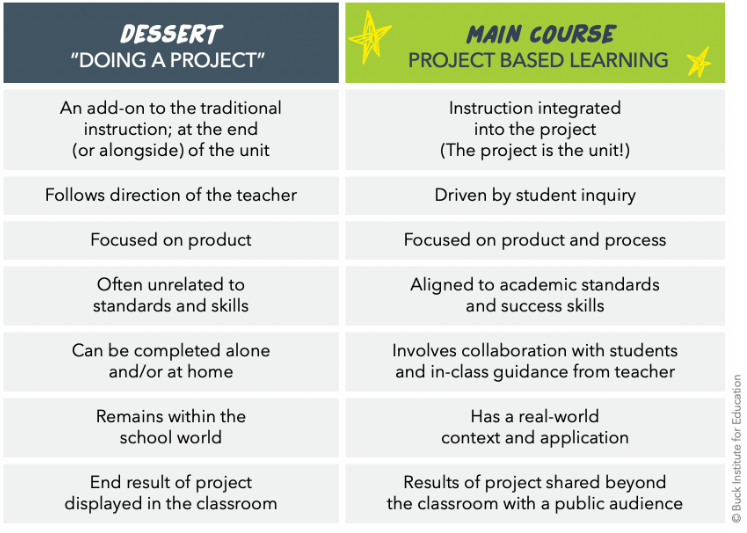 DESSERT
"DOING A PROJECT"
MAIN COURSE
PROJECT BASED LEARNING
An add-on to the traditional
instruction; at the end
(or alongside) of the unit
Instruction integrated
into the project
(The project is the unit!)
Follows direction of the teacher
Driven by student inquiry
Focused on product
Focused on product and process
Often unrelated to
standards and skills
Aligned to academic standards
and success skills
Can be completed alone
and/or at home
Involves collaboration with students
and in-class guidance from teacher
Remains within the
school world
Has a real-world
context and application
End result of project
displayed in the classroom
Results of project shared beyond
the classroom with a public audience
© Buck Institute for Education